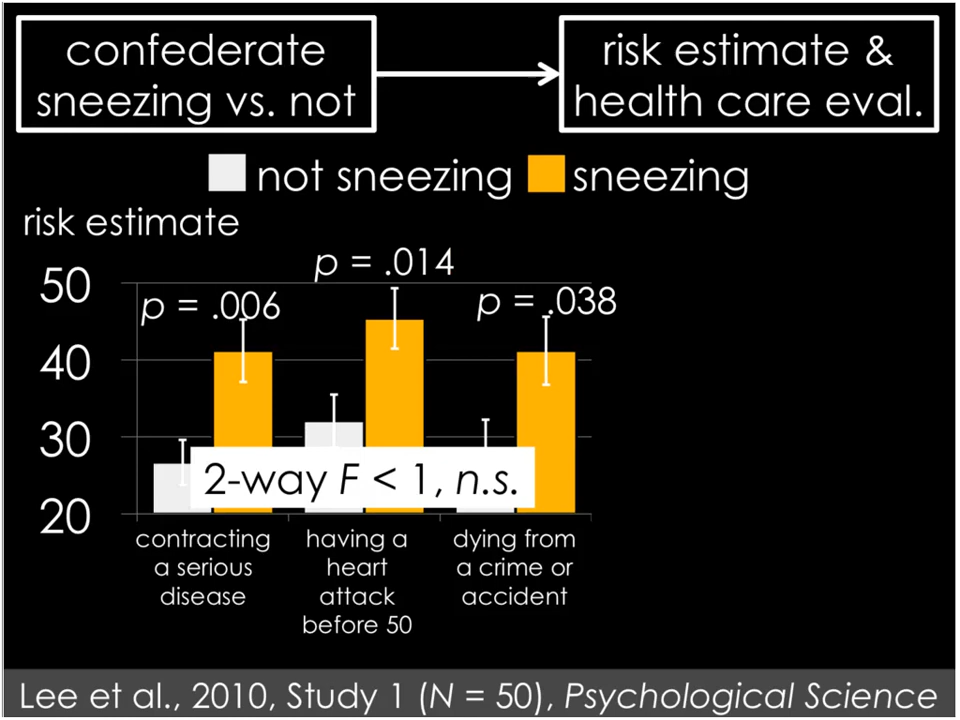 confederate
sneezing vs. not
risk estimate &
health care eval.
not sneezing
sneezing
risk estimate
p = .006
p = .014
p = .038
50
40
30
20
2-way F < 1, n.s.
contracting
a serious
disease
having a
heart
attack
before 50
dying from
a crime or
accident
Lee et al., 2010, Study 1 (N = 50), Psychological Science